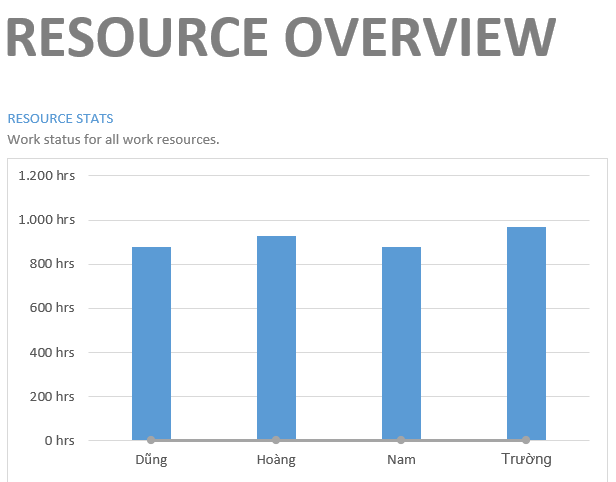 RESOURCE OVERVIEW
RESOURCE STATS
Work status for all work resources.
1.200 hrs
1.000 hrs
800 hrs
600 hrs
400 hrs
200 hrs
0 hrs
Dũng Hoàng Nam Trường